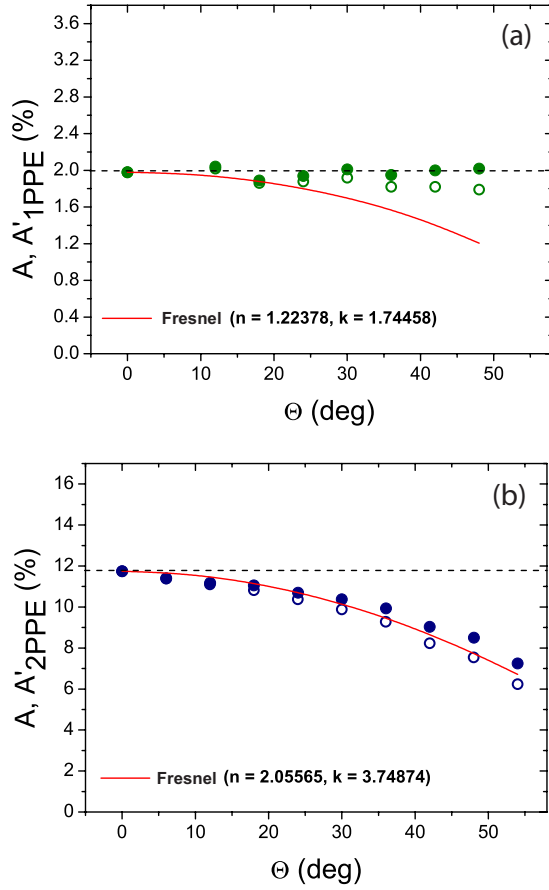 (a)
A, A'1PPE (%)
3.6
3.2
2.8
2.4
2.0
1.6
1.2
0.8
0.4
0.0
Fresnel (n = 1.22378, k = 1.74458)
0 10 20 30 40 50
Θ (deg)
(b)
A, A'2PPE (%)
16
14
12
10
8
6
4
2
0
Fresnel (n = 2.05565, k = 3.74874)
0 10 20 30 40 50
Θ (deg)